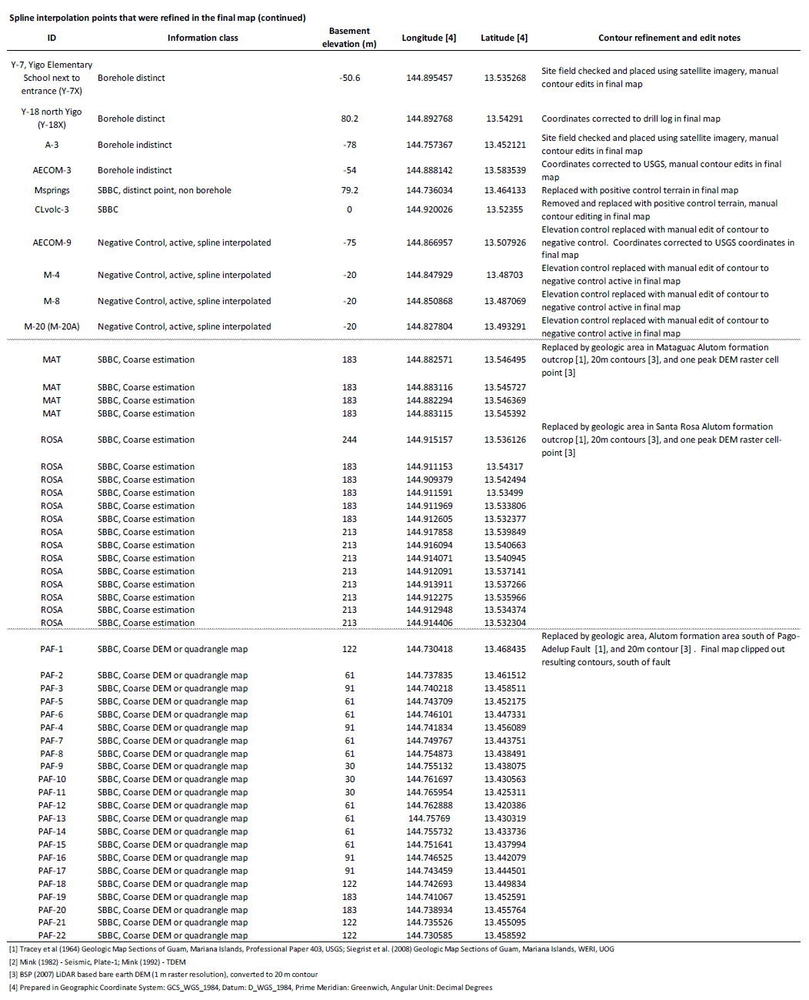 Spline interpolation points that were refined in the final map (continued)
ID Information class Basement elevation (m) Longitude [4] Latitude [4] Contour refinement and edit notes
Y-7, Yigo Elementary
School next to
entrance (Y-7X) Borehole distinct -50.6 144.895457 13.535268 Site field checked and placed using satellite imagery, manual
contour edits in final map
Y-18 north Yigo
(Y-18X) Borehole distinct 80.2 144.892768 13.54291 Coordinates corrected to drill log in final map
A-3 Borehole indistinct -78 144.757367 13.452121 Site field checked and placed using satellite imagery, manual
contour edits in final map
AECOM-3 Borehole indistinct -54 144.888142 13.583539 Coordinates corrected to USGS, manual contour edits in final
map
Msprings SBBC, distinct point, non borehole 79.2 144.736034 13.464133 Replaced with positive control terrain in final map
CLvolc-3 SBBC 0 144.920026 13.52355 Removed and replaced with positive control terrain, manual
contour editing in final map
AECOM-9 Negative Control, active, spline interpolated -75 144.866957 13.507926 Elevation control replaced with manual edit of contour to
negative control. Coordinates corrected to USGS coordinates in
final map
M-4 Negative Control, active, spline interpolated -20 144.847929 13.48703 Elevation control replaced with manual edit of contour to
negative control active in final map
M-8 Negative Control, active, spline interpolated -20 144.850868 13.487069 Elevation control replaced with manual edit of contour to
negative control active in final map
M-20 (M-20A) Negative Control, active, spline interpolated -20 144.827804 13.493291 Elevation control replaced with manual edit of contour to
negative control active in final map
MAT SBBC, Coarse estimation 183 144.882571 13.546495 Replaced by geologic area in Mataguac Alutom formation
outcrop [1], 20m contours [3], and one peak DEM raster cell
point [3]
MAT SBBC, Coarse estimation 183 144.883116 13.545727
MAT SBBC, Coarse estimation 183 144.882294 13.546369
MAT SBBC, Coarse estimation 183 144.883115 13.545392
ROSA SBBC, Coarse estimation 244 144.915157 13.536126 Replaced by geologic area in Santa Rosa Alutom formation
outcrop [1], 20m contours [3], and one peak DEM raster cell-
point [3]
ROSA SBBC, Coarse estimation 183 144.911153 13.54317
ROSA SBBC, Coarse estimation 183 144.909379 13.542494
ROSA SBBC, Coarse estimation 183 144.911591 13.53499
ROSA SBBC, Coarse estimation 183 144.911969 13.533806
ROSA SBBC, Coarse estimation 183 144.912605 13.532377
ROSA SBBC, Coarse estimation 213 144.917858 13.539849
ROSA SBBC, Coarse estimation 213 144.916094 13.540663
ROSA SBBC, Coarse estimation 213 144.914071 13.540945
ROSA SBBC, Coarse estimation 213 144.912091 13.537141
ROSA SBBC, Coarse estimation 213 144.913911 13.537266
ROSA SBBC, Coarse estimation 213 144.912275 13.535966
ROSA SBBC, Coarse estimation 213 144.912948 13.534374
ROSA SBBC, Coarse estimation 213 144.914406 13.532304
PAF-1 SBBC, Coarse DEM or quadrangle map 122 144.730418 13.468435 Replaced by geologic area, Alutom formation area south of Pago-
Adelup Fault [1], and 20m contour [3] . Final map clipped out
resulting contours, south of fault
PAF-2 SBBC, Coarse DEM or quadrangle map 61 144.737835 13.461512
PAF-3 SBBC, Coarse DEM or quadrangle map 91 144.740218 13.458511
PAF-5 SBBC, Coarse DEM or quadrangle map 61 144.743709 13.452175
PAF-6 SBBC, Coarse DEM or quadrangle map 61 144.746101 13.447331
PAF-4 SBBC, Coarse DEM or quadrangle map 91 144.741834 13.456089
PAF-7 SBBC, Coarse DEM or quadrangle map 61 144.749767 13.443751
PAF-8 SBBC, Coarse DEM or quadrangle map 61 144.754873 13.438491
PAF-9 SBBC, Coarse DEM or quadrangle map 30 144.755132 13.438075
PAF-10 SBBC, Coarse DEM or quadrangle map 30 144.761697 13.430563
PAF-11 SBBC, Coarse DEM or quadrangle map 30 144.765954 13.425311
PAF-12 SBBC, Coarse DEM or quadrangle map 61 144.762888 13.420386
PAF-13 SBBC, Coarse DEM or quadrangle map 61 144.75769 13.430319
PAF-14 SBBC, Coarse DEM or quadrangle map 61 144.755732 13.433736
PAF-15 SBBC, Coarse DEM or quadrangle map 61 144.751641 13.437994
PAF-16 SBBC, Coarse DEM or quadrangle map 91 144.746525 13.442079
PAF-17 SBBC, Coarse DEM or quadrangle map 91 144.743459 13.444501
PAF-18 SBBC, Coarse DEM or quadrangle map 122 144.742693 13.449834
PAF-19 SBBC, Coarse DEM or quadrangle map 183 144.741067 13.452591
PAF-20 SBBC, Coarse DEM or quadrangle map 183 144.738934 13.455764
PAF-21 SBBC, Coarse DEM or quadrangle map 122 144.735526 13.455095
PAF-22 SBBC, Coarse DEM or quadrangle map 122 144.730585 13.458592
[1] Tracey et al (1964) Geologic Map Sections of Guam, Mariana Islands, Professional Paper 403, USGS; Siegrist et al. (2008) Geologic Map Sections of Guam, Mariana Islands, WERI, UOG
[2] Mink (1982) - Seismic, Plate-1; Mink (1992) - TDEM
[3] BSP (2007) LiDAR based bare earth DEM (1 m raster resolution), converted to 20 m contour
[4] Prepared in Geographic Coordinate System: GCS_WGS_1984, Datum: D_WGS_1984, Prime Meridian: Greenwich, Angular Unit: Decimal Degrees